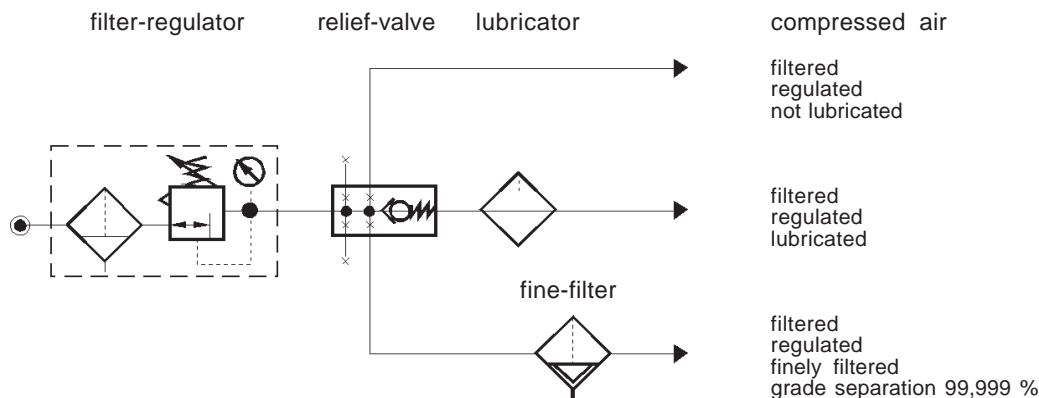 filter-regulator relief-valve lubricator compressed air
filtered
regulated
not lubricated
filtered
regulated
lubricated
fine-filter
filtered
regulated
finely filtered
grade separation 99,999 %